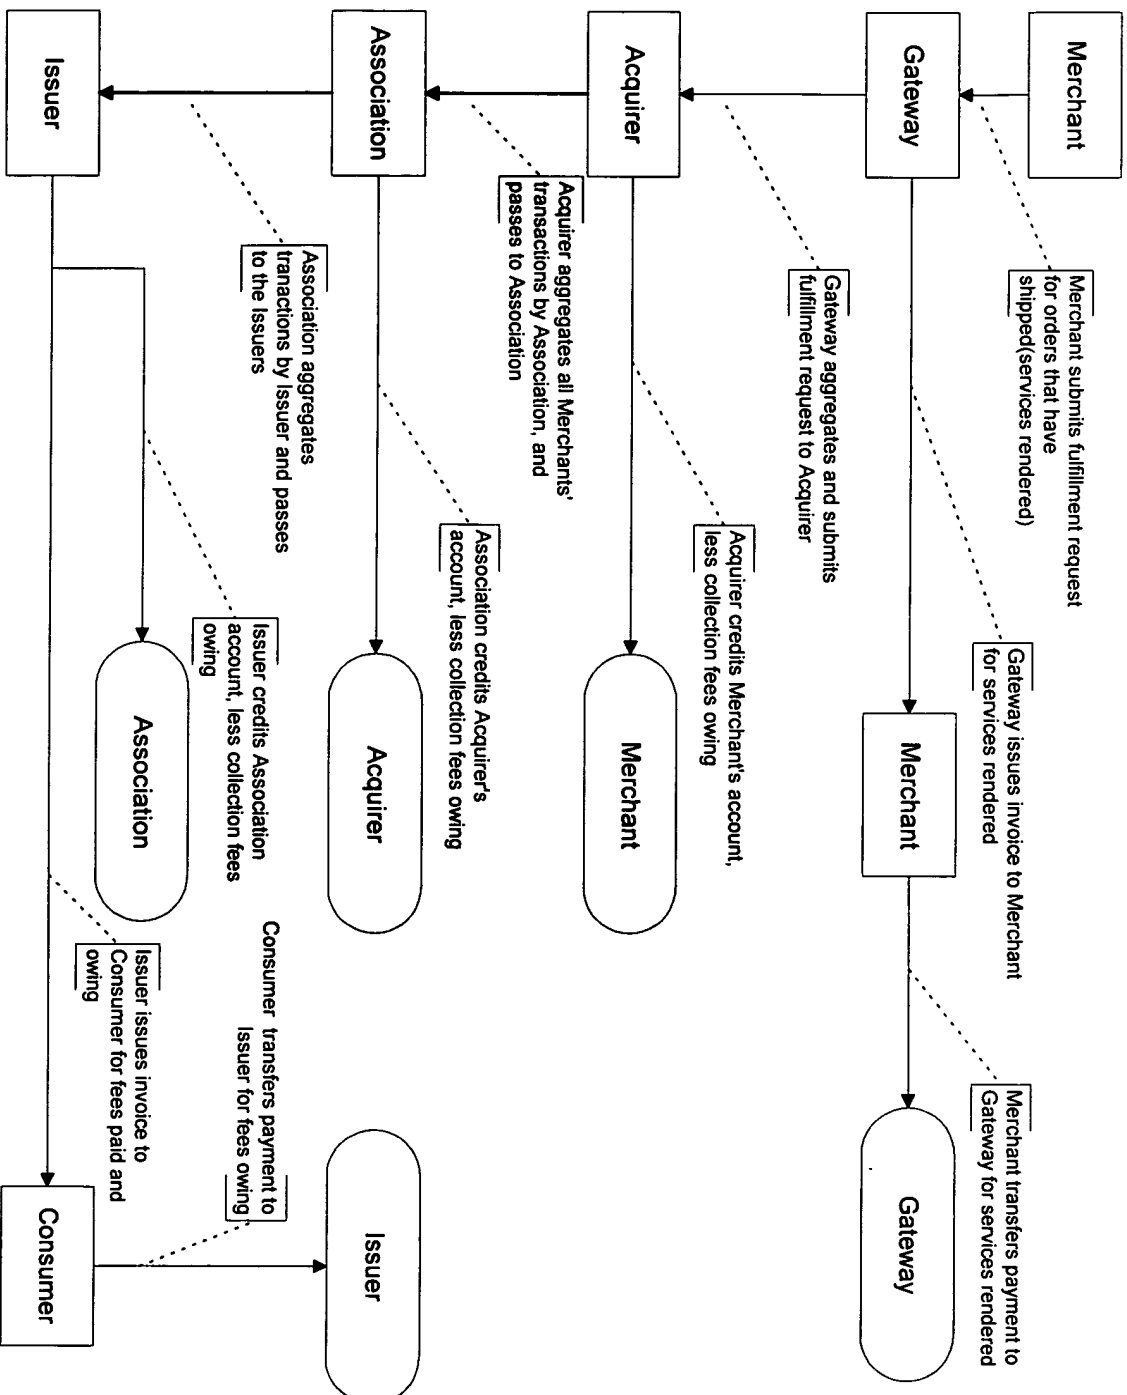 Merchant
Merchant submits fulfillment request
for orders that have
shipped(services rendered)
Gateway
Gateway issues invoice to Merchant
for services rendered
Merchant
Merchant transfers payment to
Gateway for services rendered
Gateway
Gateway aggregates and submits
fulfillment request to Acquirer
Acquirer
Acquirer credits Merchant's account,
less collection fees owing
Merchant
Acquirer aggregates all Merchants'
transactions by Association, and
passes to Association
Association
Association credits Acquirer's
account, less collection fees owing
Acquirer
Association aggregates
tranactions by Issuer and passes
to the Issuers
Issuer
Issuer credits Association
account, less collection fees
owing
Association
Issuer issues invoice to
Consumer for fees paid and
owing
Consumer
Consumer transfers payment to
Issuer for fees owing
Issuer